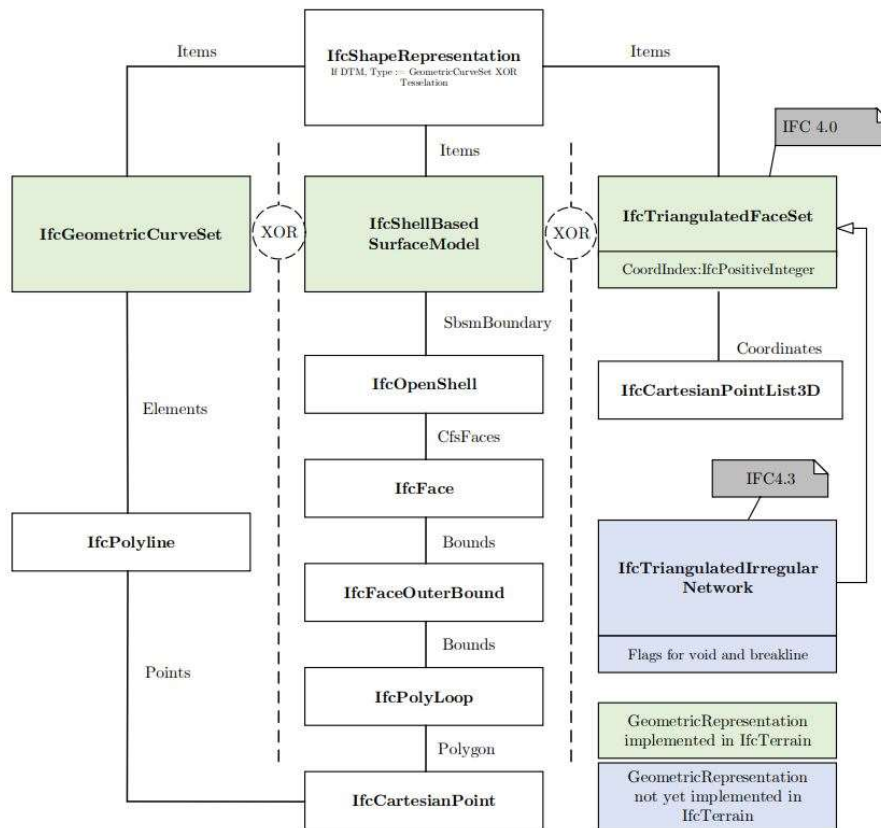 IfcShapeRepresentation
If DTM, Type := GeometricCurveSet XOR
Tesselation
Items
Items
Items
IFC 4.0
IfcGeometricCurveSet
XOR
IfcShellBased
SurfaceModel
XOR
IfcTriangulatedFaceSet
CoordIndex:IfcPositiveInteger
SbsmBoundary
Coordinates
IfcOpenShell
IfcCartesianPointList3D
Elements
CfsFaces
IfcFace
IFC4.3
IfcPolyline
Bounds
IfcTriangulatedIrregular
Network
IfcFaceOuterBound
Flags for void and breakline
Bounds
Points
IfcPolyLoop
GeometricRepresentation
implemented in IfcTerrain
Polygon
IfcCartesianPoint
GeometricRepresentation
not yet implemented in
IfcTerrain